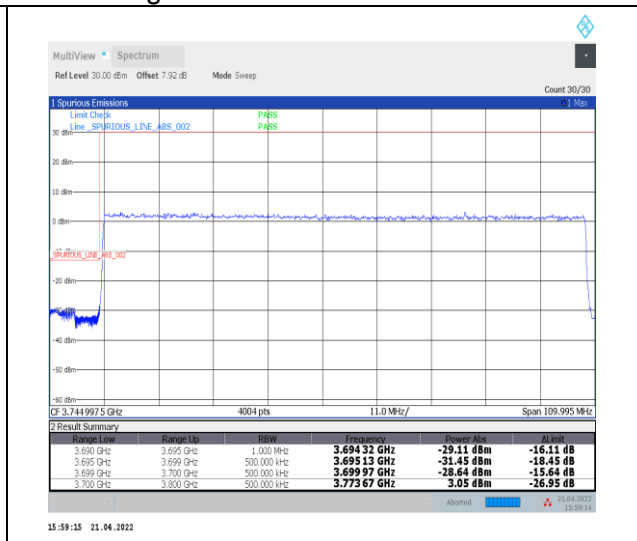 MultiView Spectrum
Ref Level 30.00 dBm Offset 7.92 dB Mode Sweep
Count 30/30
1 Spurious Emissions 1 Max
Limit Check PASS
Line _SPURIOUS_LINE_ABS_002 PASS
30 dBm
20 dBm
10 dBm
0 dBm
_SPURIOUS_LINE_ABS_002
-20 dBm
-40 dBm
-50 dBm
-60 dBm
CF 3.744 997 5 GHz 4004 pts 11.0 MHz/ Span 109.995 MHz
2 Result Summary
Range Low Range Up RBW Frequency Power Abs ΔLimit
3.690 GHz 3.695 GHz 1.000 MHz 3.694 32 GHz -29.11 dBm -16.11 dB
3.695 GHz 3.699 GHz 500.000 kHz 3.695 13 GHz -31.45 dBm -18.45 dB
3.699 GHz 3.700 GHz 500.000 kHz 3.699 97 GHz -28.64 dBm -15.64 dB
3.700 GHz 3.800 GHz 500.000 kHz 3.773 67 GHz 3.05 dBm -26.95 dB
Aborted 21.04.2022
15:59:14
15:59:15 21.04.2022